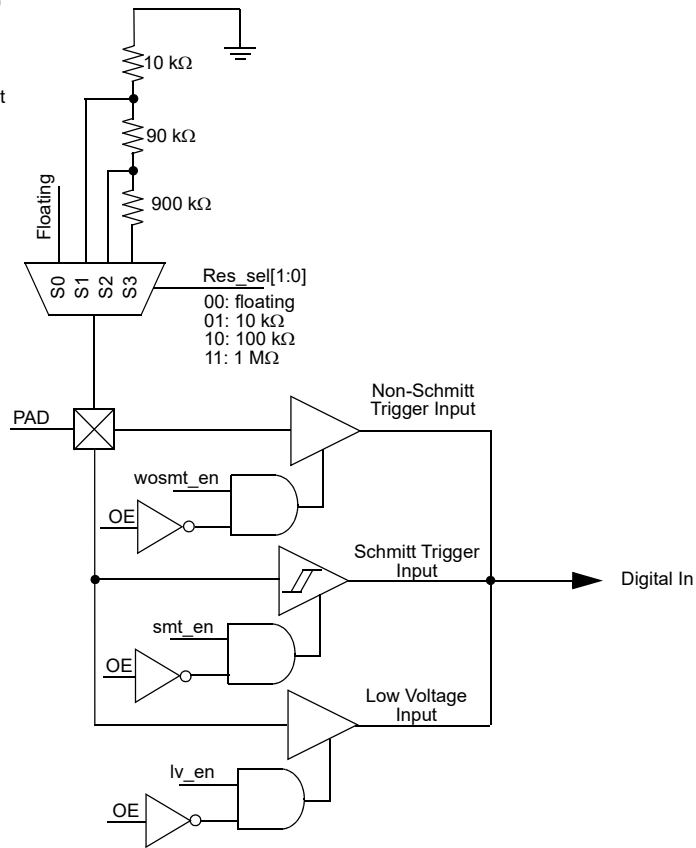 t
10 kΩ
90 kΩ
900 kΩ
Floating
S0
S1
S2
S3
Res_sel[1:0]
00: floating
01: 10 kΩ
10: 100 kΩ
11: 1 MΩ
PAD
Non-Schmitt
Trigger Input
wosmt_en
OE
Schmitt Trigger
Input
Digital In
smt_en
OE
Low Voltage
Input
lv_en
OE